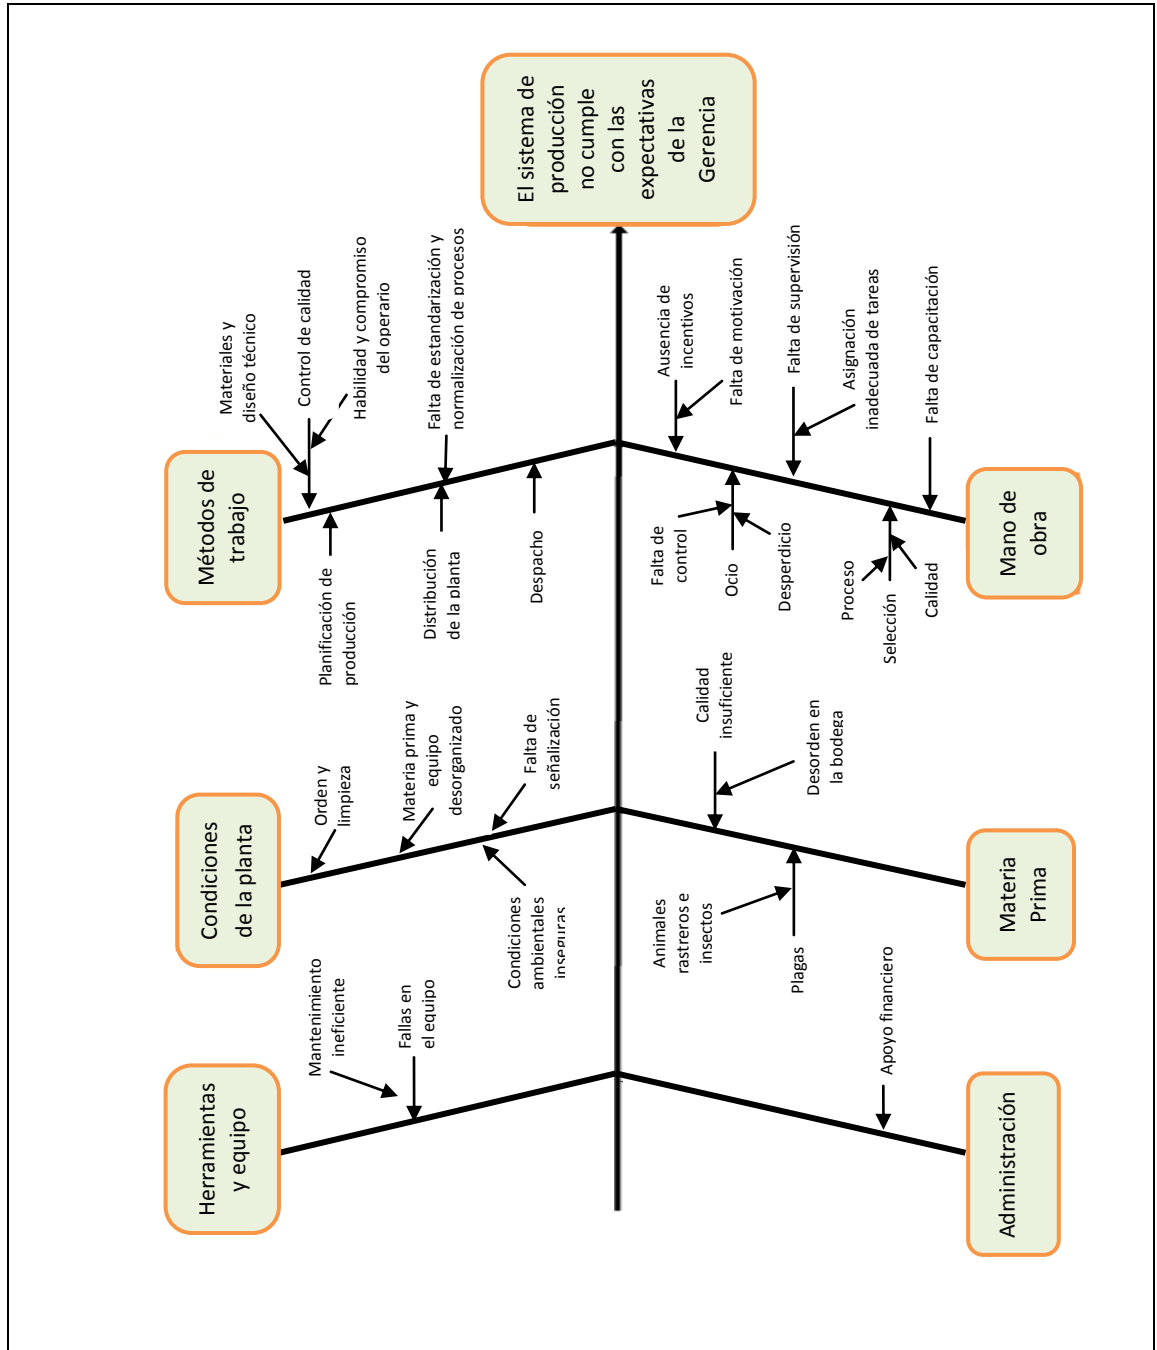 Herramientas
y equipo
Mantenimiento
ineficiente
Fallas en
el equipo
Condiciones
de la planta
Orden y
limpieza
Materia prima y
equipo
desorganizado
Falta de
señalización
Condiciones
ambientales
inseguras
Métodos de
trabajo
Materiales y
diseño técnico
Control de calidad
Habilidad y compromiso
del operario
Planificación de
producción
Falta de estandarización y
normalización de procesos
Distribución
de la planta
Despacho
El sistema de
producción
no cumple
con las
expectativas
de la
Gerencia
Administración
Apoyo financiero
Materia
Prima
Calidad
insuficiente
Desorden en
la bodega
Animales
rastreros e
insectos
Plagas
Mano de
obra
Ausencia de
incentivos
Falta de motivación
Falta de control
Ocio
Desperdicio
Falta de supervisión
Asignación
inadecuada de tareas
Proceso
Selección
Calidad
Falta de capacitación